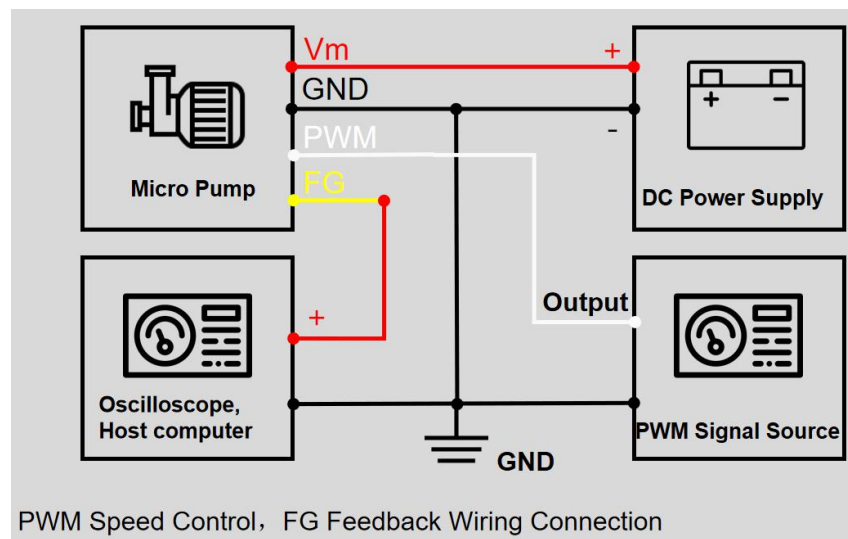 Vm
+
GND
PWM
-
FG
Micro Pump
+ -
DC Power Supply
Output
+
Oscilloscope,
Host computer
PWM Signal Source
GND
PWM Speed Control，FG Feedback Wiring Connection